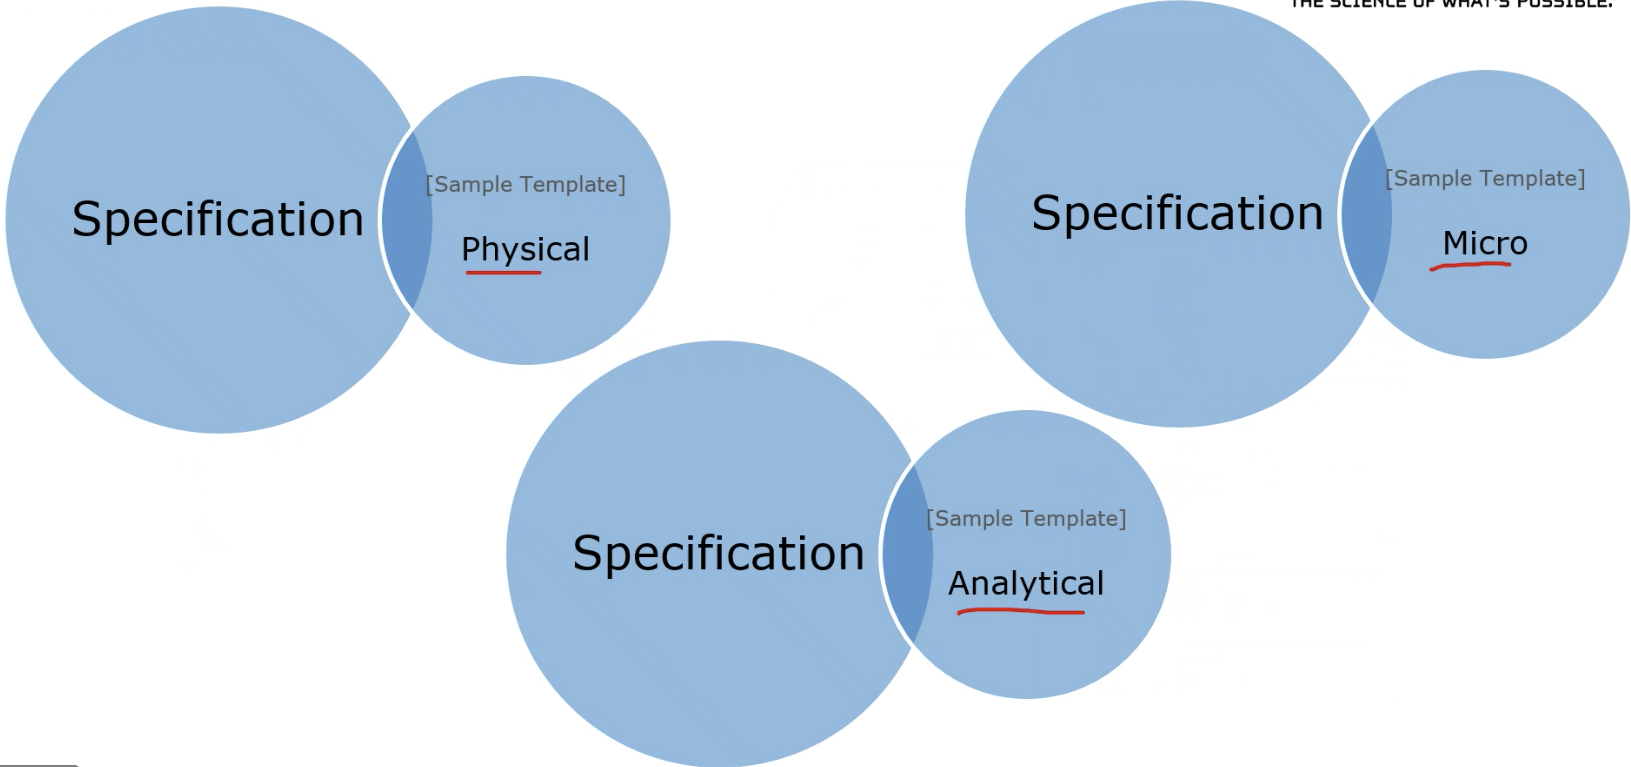 THE SCIENCE OF WHAT'S POSSIBLE.
Specification
[Sample Template]
Physical
Specification
[Sample Template]
Micro
Specification
[Sample Template]
Analytical